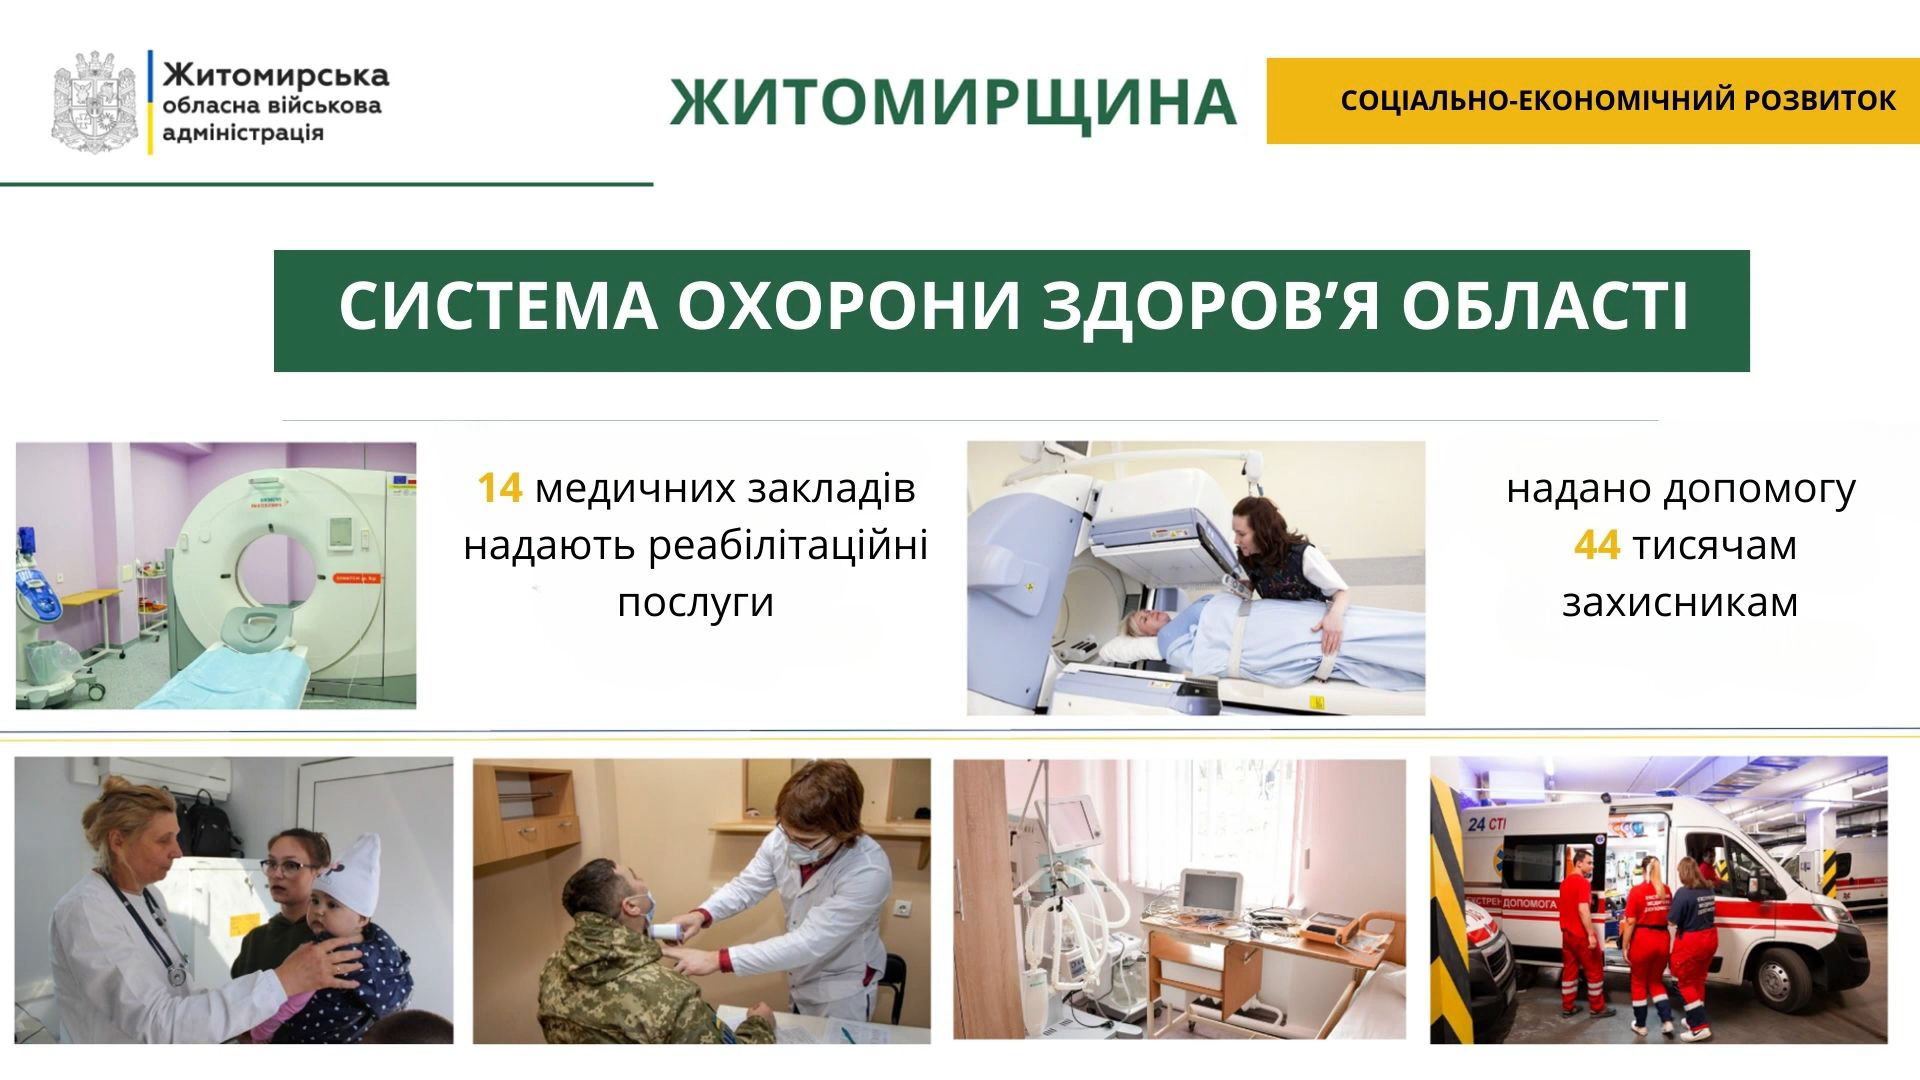 Житомирська
обласна військова
адміністрація
ЖИТОМИРЩИНА
СОЦІАЛЬНО-ЕКОНОМІЧНИЙ РОЗВИТОК
СИСТЕМА ОХОРОНИ ЗДОРОВ’Я ОБЛАСТІ
14 медичних закладів
надають реабілітаційні
послуги
надано допомогу
44 тисячам
захисникам
24 СТІ
ДОПОМОГА